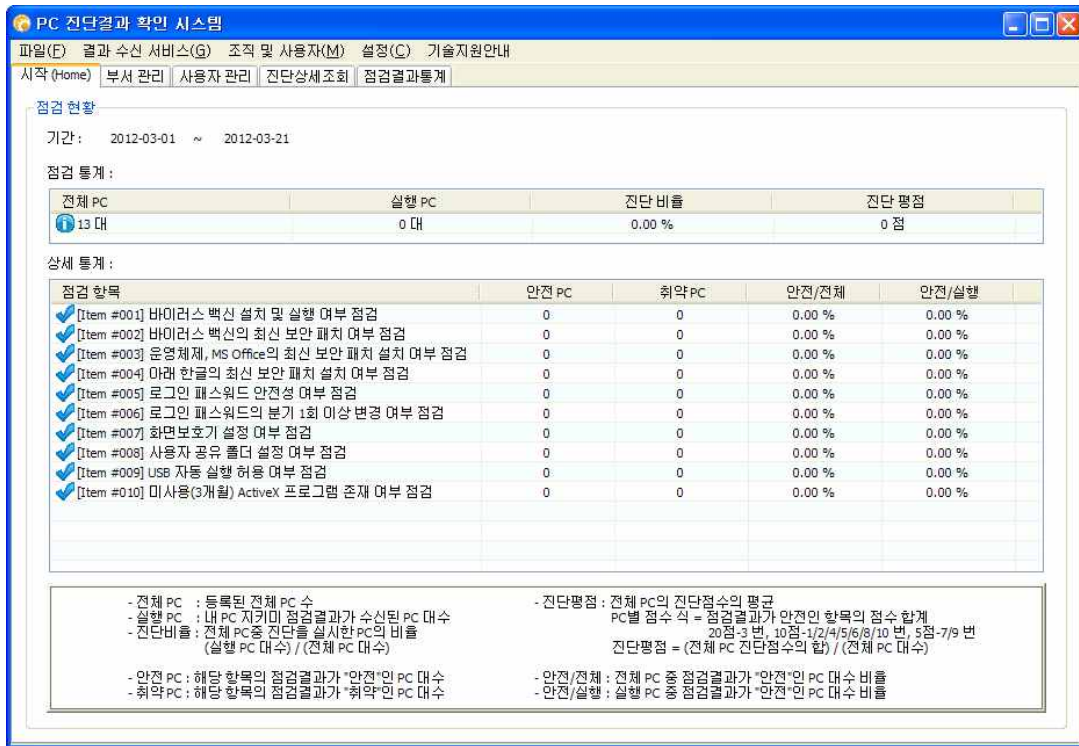 PC 진단결과 확인 시스템
파일(F) 결과 수신 서비스(G) 조직 및 사용자(M) 설정(C) 기술지원안내
시작(Home) 부서 관리 사용자 관리 진단상세조회 점검결과통계
점검 현황
기간 : 2012-03-01 ~ 2012-03-21
점검 통계 :
전체 PC 실행 PC 진단 비율 진단 평점
13 대 0 대 0.00 % 0 점
상세 통계 :
점검 항목 안전 PC 취약 PC 안전/전체 안전/실행
[Item #001] 바이러스 백신 설치 및 실행 여부 점검 0 0 0.00 % 0.00 %
[Item #002] 바이러스 백신의 최신 보안 패치 여부 점검 0 0 0.00 % 0.00 %
[Item #003] 운영체제, MS Office의 최신 보안 패치 설치 여부 점검 0 0 0.00 % 0.00 %
[Item #004] 아래 한글의 최신 보안 패치 설치 여부 점검 0 0 0.00 % 0.00 %
[Item #005] 로그인 패스워드 안전성 여부 점검 0 0 0.00 % 0.00 %
[Item #006] 로그인 패스워드의 분기 1회 이상 변경 여부 점검 0 0 0.00 % 0.00 %
[Item #007] 화면보호기 설정 여부 점검 0 0 0.00 % 0.00 %
[Item #008] 사용자 공유 폴더 설정 여부 점검 0 0 0.00 % 0.00 %
[Item #009] USB 자동 실행 허용 여부 점검 0 0 0.00 % 0.00 %
[Item #010] 미사용(3개월) ActiveX 프로그램 존재 여부 점검 0 0 0.00 % 0.00 %
- 전체 PC : 등록된 전체 PC 수
- 실행 PC : 내 PC 지키미 점검결과가 수신된 PC 대수
- 진단비율 : 전체 PC중 진단을 실시한 PC의 비율
(실행 PC 대수) / (전체 PC 대수)
- 안전 PC : 해당 항목의 점검결과가 "안전"인 PC 대수
- 취약 PC : 해당 항목의 점검결과가 "취약"인 PC 대수
- 진단평점 : 전체 PC의 진단점수의 평균
PC별 점수 식 = 점검결과가 안전인 항목의 점수 합계
20점-3 번, 10점-1/2/4/5/6/8/10 번, 5점-7/9 번
진단평점 = (전체 PC 진단점수의 합) / (전체 PC 대수)
- 안전/전체 : 전체 PC 중 점검결과가 "안전"인 PC 대수 비율
- 안전/실행 : 실행 PC 중 점검결과가 "안전"인 PC 대수 비율